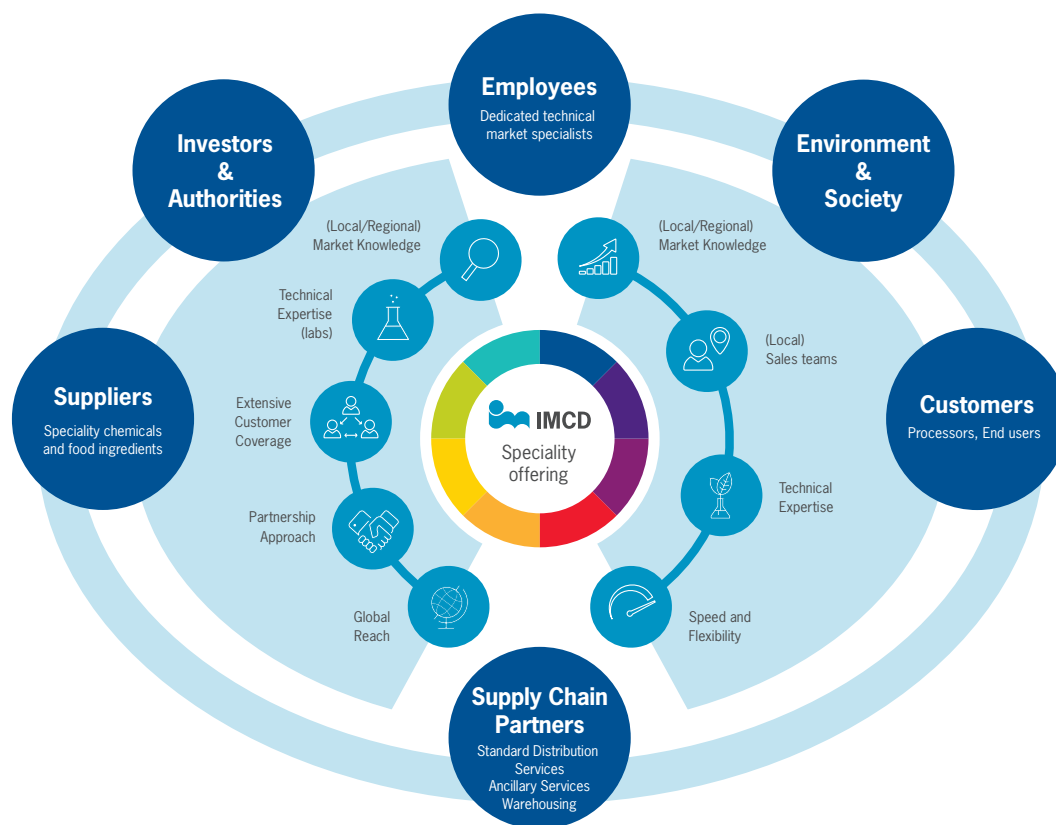 Employees
Dedicated technical
market specialists
Investors
&
Authorities
Environment
&
Society
(Local/Regional)
Market Knowledge
(Local/Regional)
Market Knowledge
Technical
Expertise
(labs)
(Local)
Sales teams
Suppliers
Speciality chemicals
and food ingredients
Extensive
Customer
Coverage
IMCD
Speciality
offering
Customers
Processors, End users
Partnership
Approach
Technical
Expertise
Global
Reach
Speed and
Flexibility
Supply Chain
Partners
Standard Distribution
Services
Ancillary Services
Warehousing